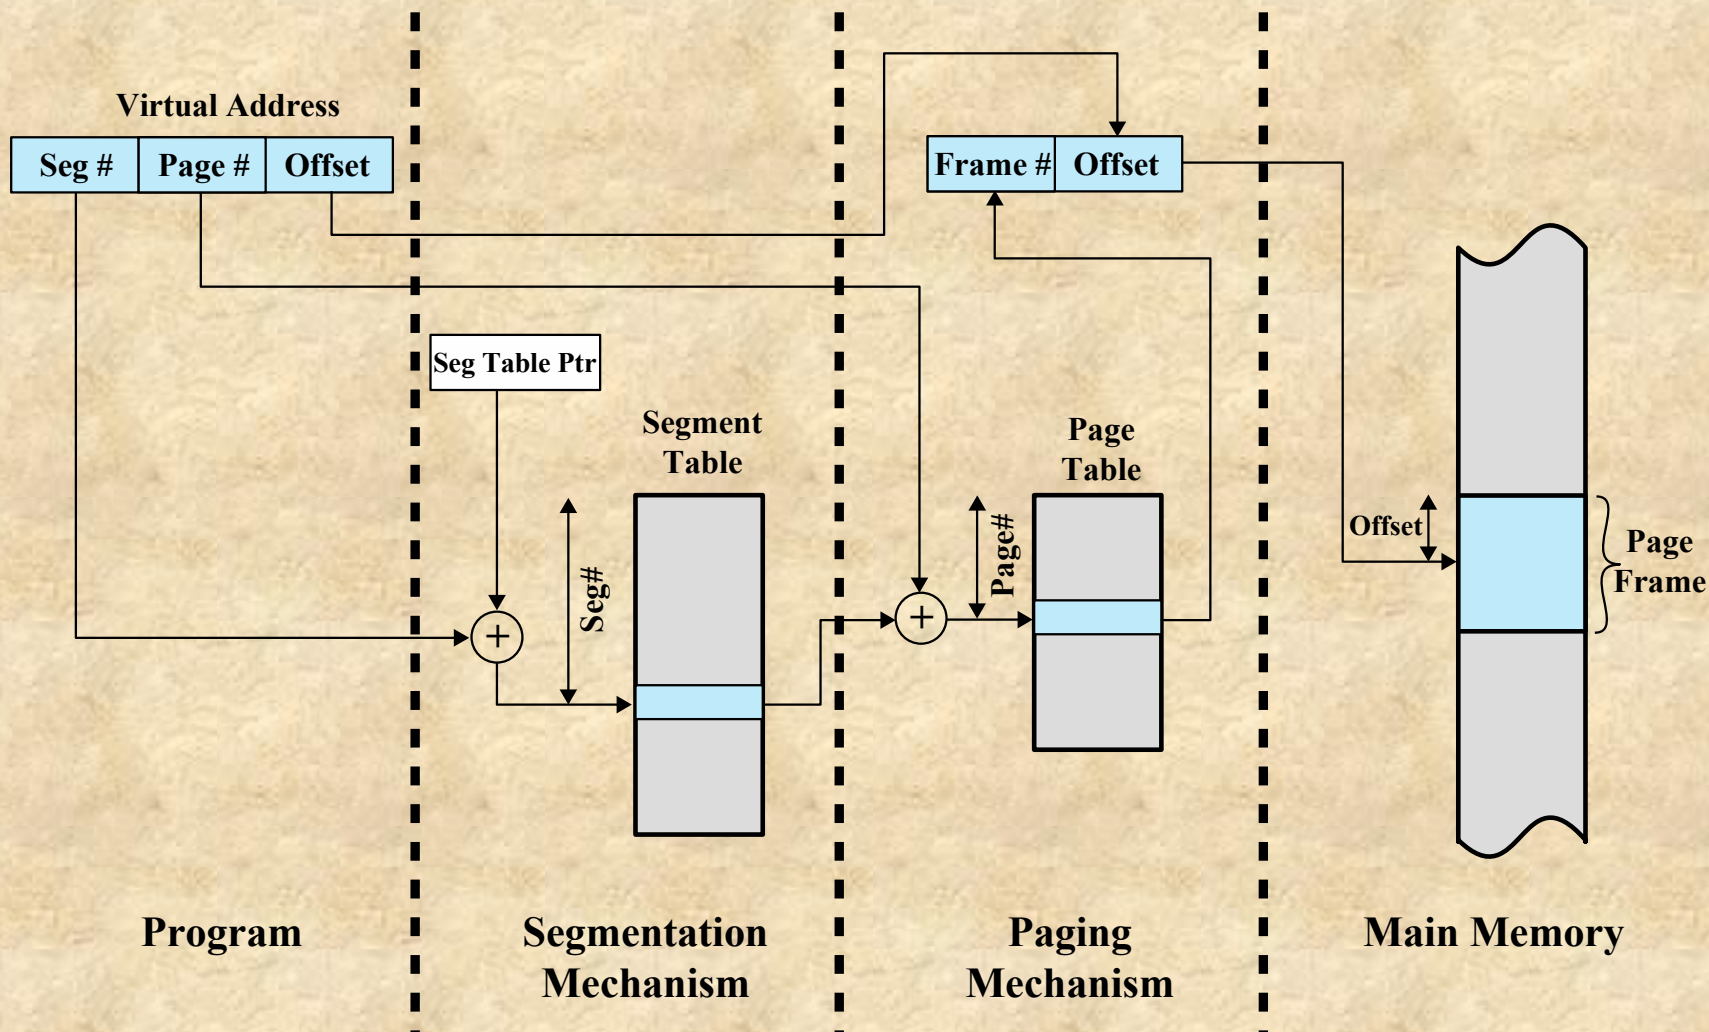 Virtual Address
Seg #
Page #
Offset
Frame #
Offset
Seg Table Ptr
Segment
Table
Seg#
+
Page
Table
Page#
+
Offset
Page
Frame
Program
Segmentation
Mechanism
Paging
Mechanism
Main Memory